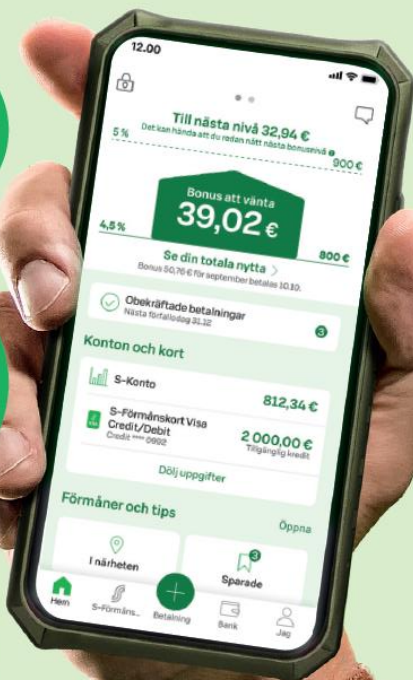 12.00
Till nästa nivå 32,94 €
Det kan hända att du redan nått nästa bonusnivå
5 %
900 €
Bonus att vänta
39,02 €
4,5 %
800 €
Se din totala nytta >
Bonus 50,76 € för september betalas 10.10.
Obekräftade betalningar
Nästa förfallodag 31.12
3
Konton och kort
S-Konto
812,34 €
S-Förmånskort Visa
Credit/Debit
Credit **** 0992
2 000,00 €
Tillgänglig kredit
Dölj uppgifter
Förmåner och tips
Öppna
I närheten
3
Sparade
Hem
S-Förmåns...
Betalning
Bank
Jag